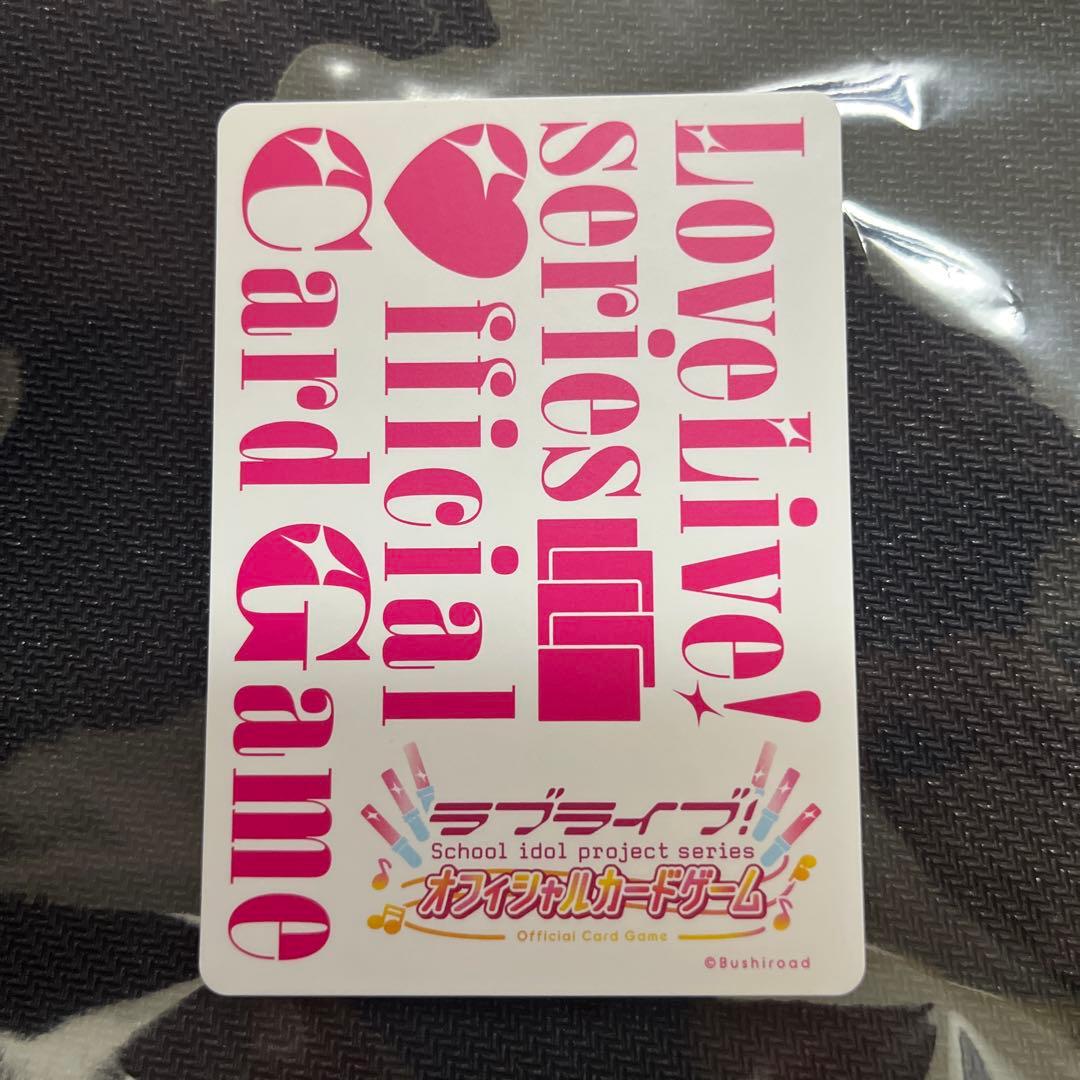 LoveLive!
series
♥fficial
Card Game
ラブライブ!
School idol project series
オフィシャルカードゲーム
Official Card Game
©Bushiroad